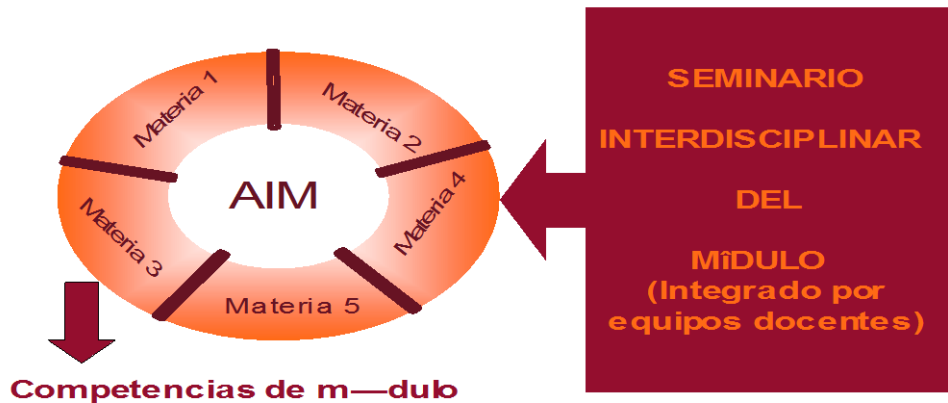 Materia 1
Materia 2
AIM
Materia 3
Materia 4
Materia 5
Competencias de m—dulo
SEMINARIO
INTERDISCIPLINAR
DEL
MîDULO
(Integrado por
equipos docentes)